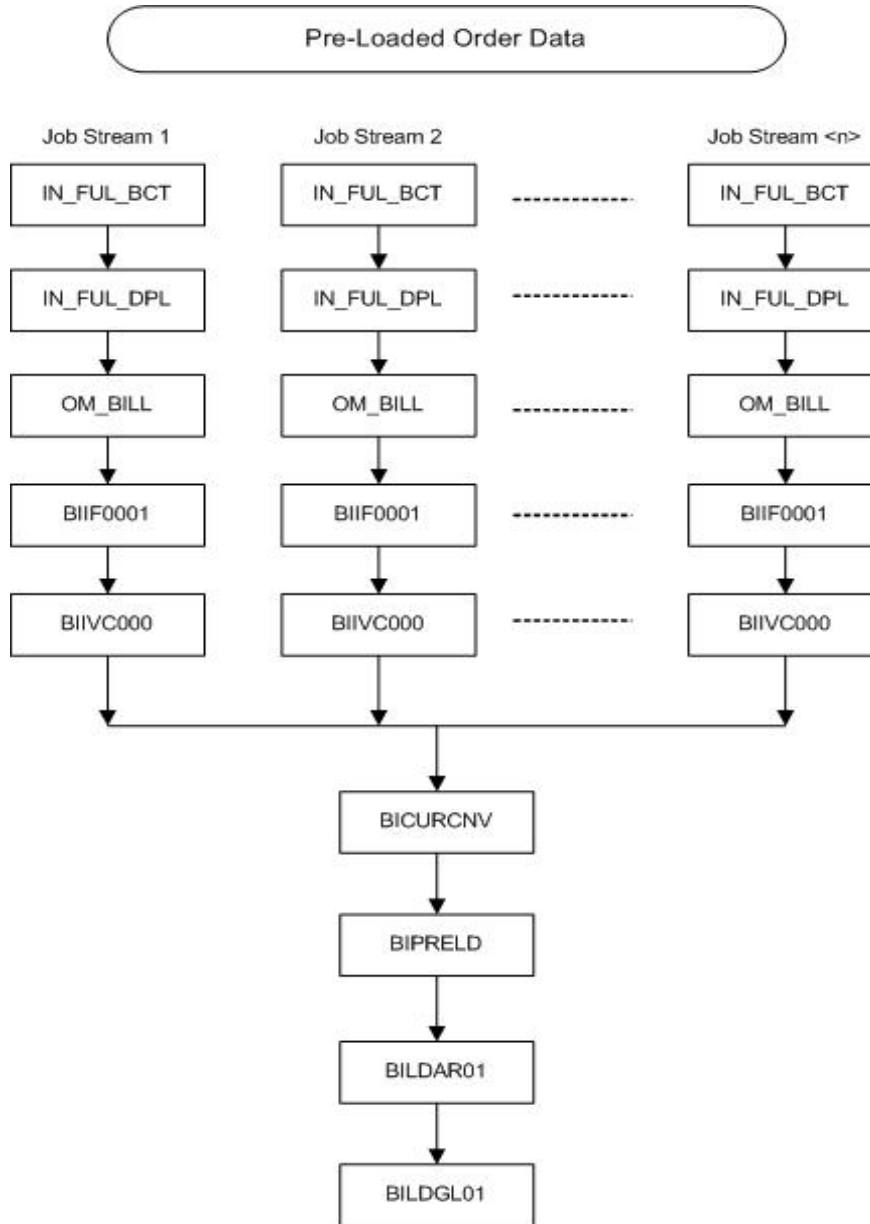 Pre-Loaded Order Data
Job Stream 1
Job Stream 2
Job Stream <n>
IN_FUL_BCT
IN_FUL_BCT
IN_FUL_BCT
IN_FUL_DPL
IN_FUL_DPL
IN_FUL_DPL
OM_BILL
OM_BILL
OM_BILL
BIIF0001
BIIF0001
BIIF0001
BIIVC000
BIIVC000
BIIVC000
BICURCNV
BIPRELD
BILDAR01
BILDGL01